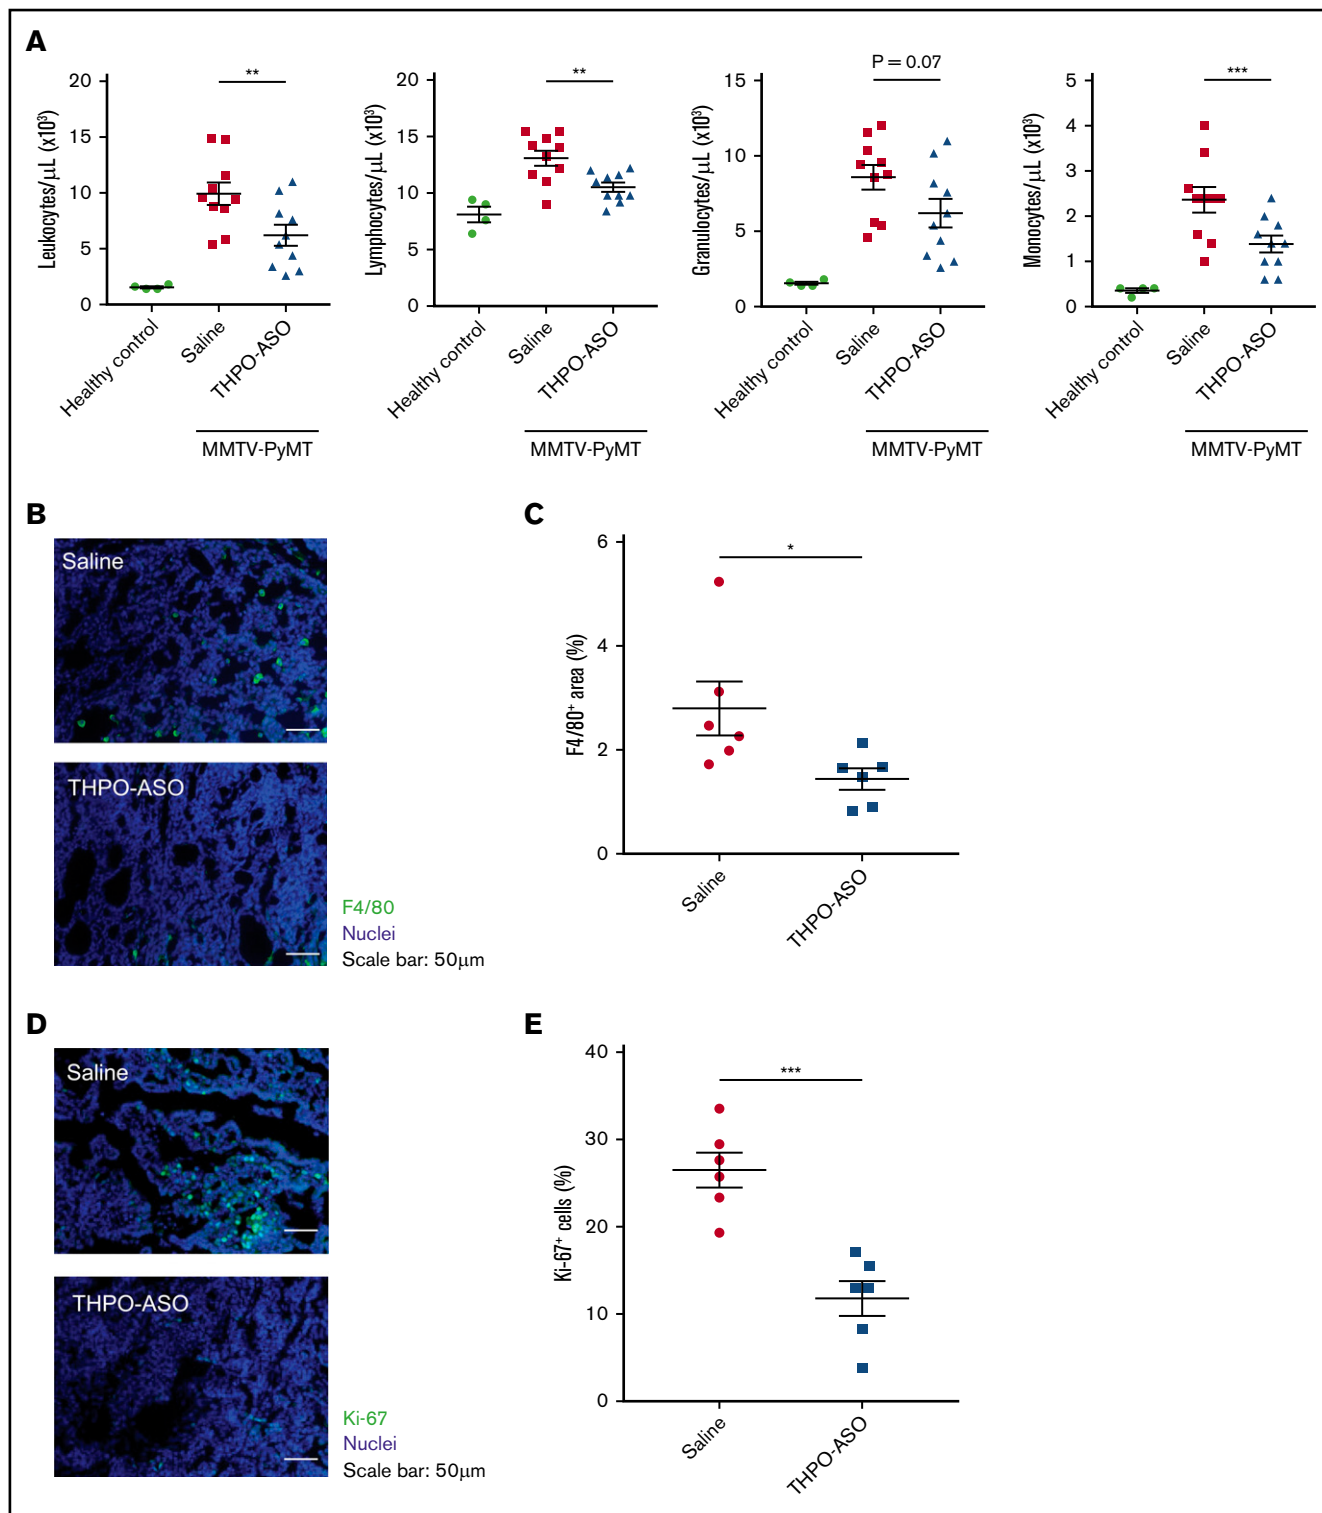 A
Leukocytes/μL (x10³)
20
15
10
5
0
**
Healthy control
Saline
THPO-ASO
MMTV-PyMT
Lymphocytes/μL (x10³)
20
15
10
5
0
**
Healthy control
Saline
THPO-ASO
MMTV-PyMT
Granulocytes/μL (x10³)
15
10
5
0
P = 0.07
Healthy control
Saline
THPO-ASO
MMTV-PyMT
Monocytes/μL (x10³)
5
4
3
2
1
0
***
Healthy control
Saline
THPO-ASO
MMTV-PyMT
B
Saline
THPO-ASO
F4/80
Nuclei
Scale bar: 50μm
C
F4/80⁺ area (%)
6
4
2
0
*
Saline
THPO-ASO
D
Saline
THPO-ASO
Ki-67
Nuclei
Scale bar: 50μm
E
Ki-67⁺ cells (%)
40
30
20
10
0
***
Saline
THPO-ASO